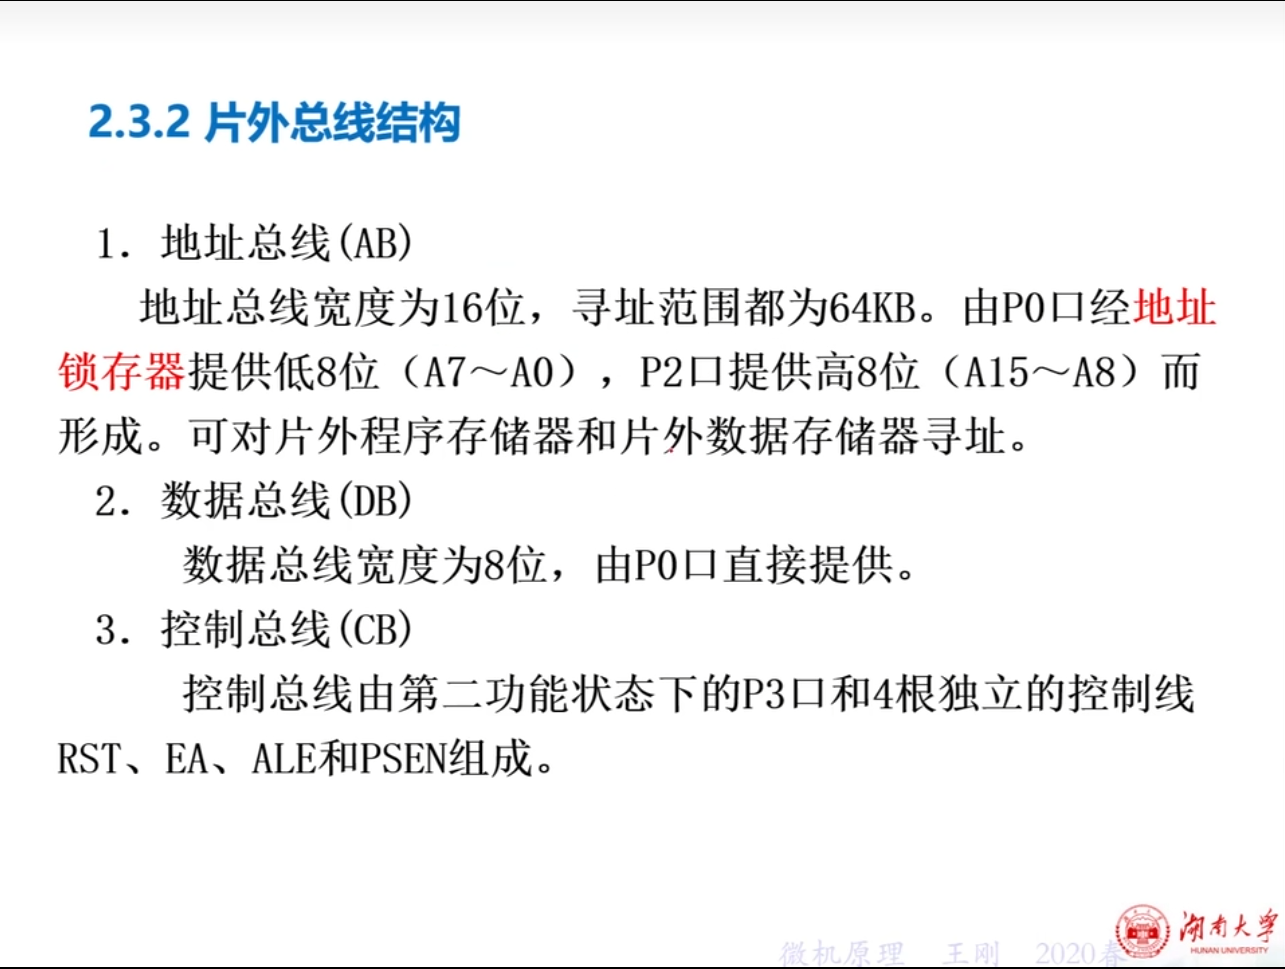 2.3.2 片外总线结构
1. 地址总线(AB)
地址总线宽度为16位，寻址范围都为64KB。由P0口经地址
锁存器提供低8位（A7～A0），P2口提供高8位（A15～A8）而
形成。可对片外程序存储器和片外数据存储器寻址。
2. 数据总线(DB)
数据总线宽度为8位，由P0口直接提供。
3. 控制总线(CB)
控制总线由第二功能状态下的P3口和4根独立的控制线
RST、EA、ALE和PSEN组成。
微机原理 王刚 2020春
湖南大学
HUNAN UNIVERSITY